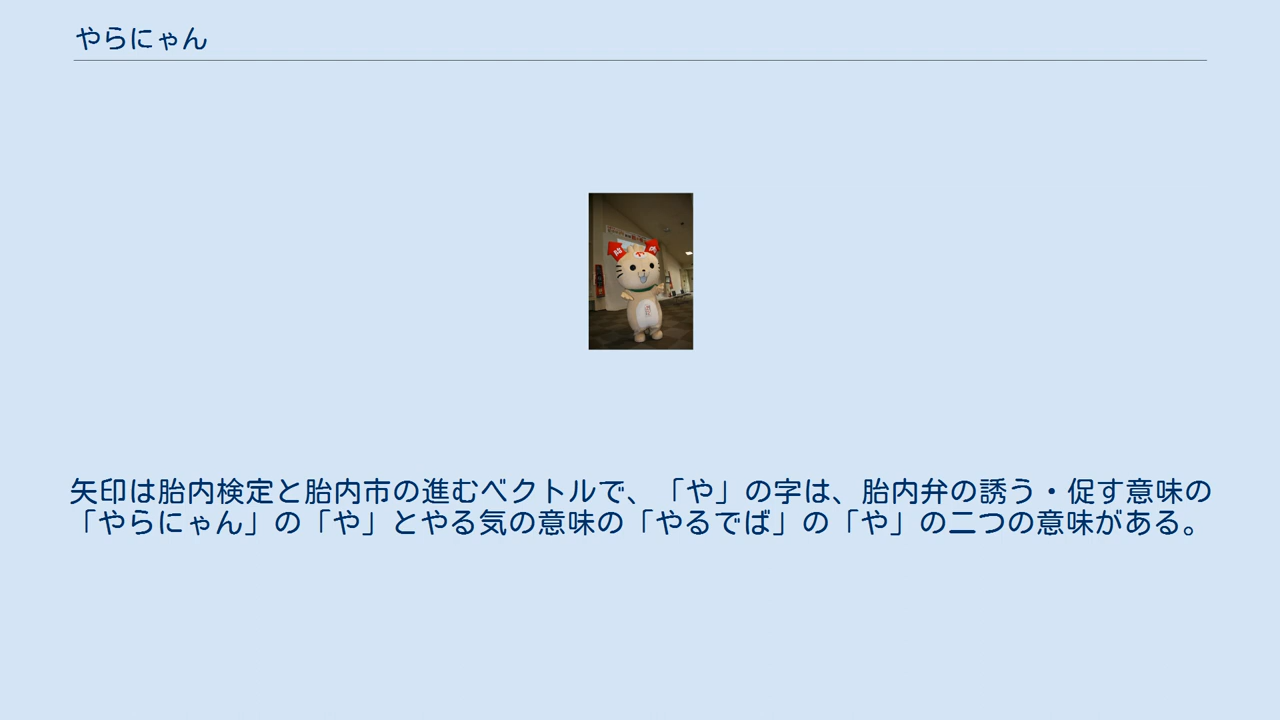 やらにゃん
矢印は胎内検定と胎内市の進むベクトルで、「や」の字は、胎内弁の誘う・促す意味の
「やらにゃん」の「や」とやる気の意味の「やるでば」の「や」の二つの意味がある。